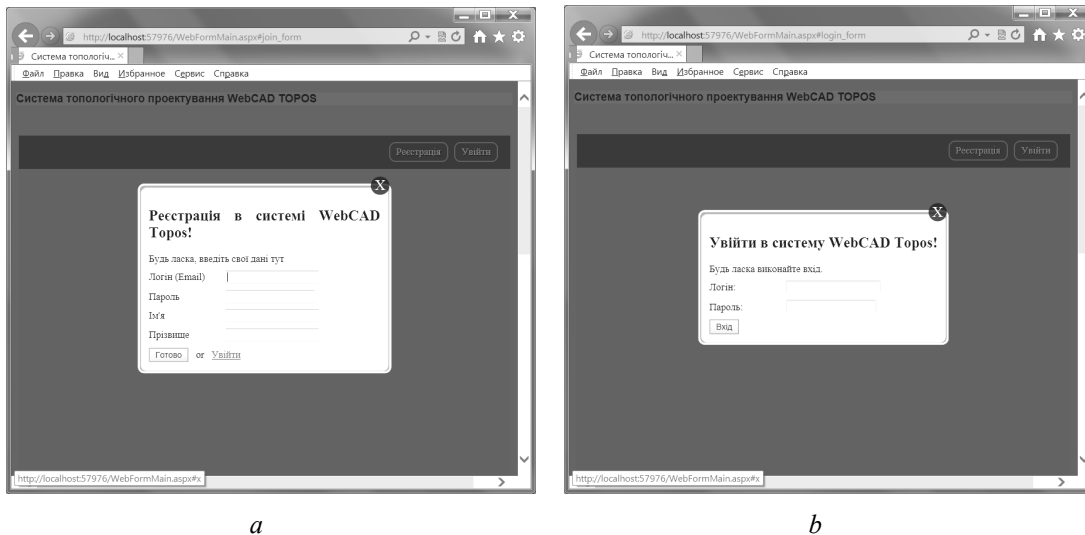 http://localhost:57976/WebFormMain.aspx#join_form
Система топологіч... ×
Файл Правка Вид Избранное Сервис Справка
Система топологічного проектування WebCAD TOPOS
Реєстрація Увійти
X
Реєстрація в системі WebCAD
Topos!
Будь ласка, введіть свої дані тут
Логін (Email)
Пароль
Ім'я
Прізвище
Готово or Увійти
http://localhost:57976/WebFormMain.aspx#x
a
http://localhost:57976/WebFormMain.aspx#login_form
Система топологіч... ×
Файл Правка Вид Избранное Сервис Справка
Система топологічного проектування WebCAD TOPOS
Реєстрація Увійти
X
Увійти в систему WebCAD Topos!
Будь ласка виконайте вхід.
Логін:
Пароль:
Вхід
http://localhost:57976/WebFormMain.aspx#x
b